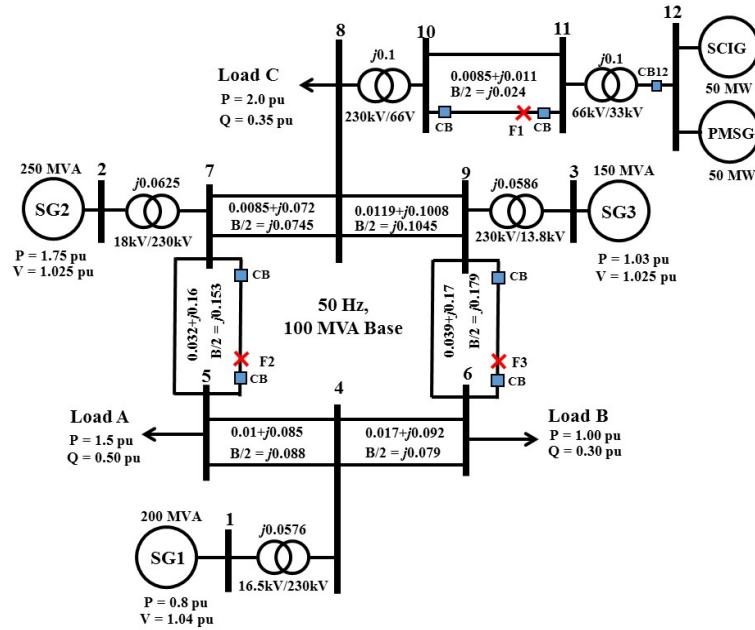 12
8
10
11
SCIG
50 MW
j0.1
j0.1
CB12
Load C
P = 2.0 pu
Q = 0.35 pu
0.0085+j0.011
B/2 = j0.024
230kV/66V
CB
F1
CB
66kV/33kV
PMSG
50 MW
250 MVA
2
7
9
3
150 MVA
SG2
j0.0625
18kV/230kV
0.0085+j0.072
B/2 = j0.0745
0.0119+j0.1008
B/2 = j0.1045
j0.0586
230kV/13.8kV
SG3
P = 1.75 pu
V = 1.025 pu
P = 1.03 pu
V = 1.025 pu
CB
CB
0.032+j0.16
B/2 = j0.153
50 Hz,
100 MVA Base
0.039+j0.17
B/2 = j0.179
F2
CB
F3
CB
5
4
6
Load A
P = 1.5 pu
Q = 0.50 pu
0.01+j0.085
B/2 = j0.088
0.017+j0.092
B/2 = j0.079
Load B
P = 1.00 pu
Q = 0.30 pu
200 MVA
1
j0.0576
SG1
16.5kV/230kV
P = 0.8 pu
V = 1.04 pu